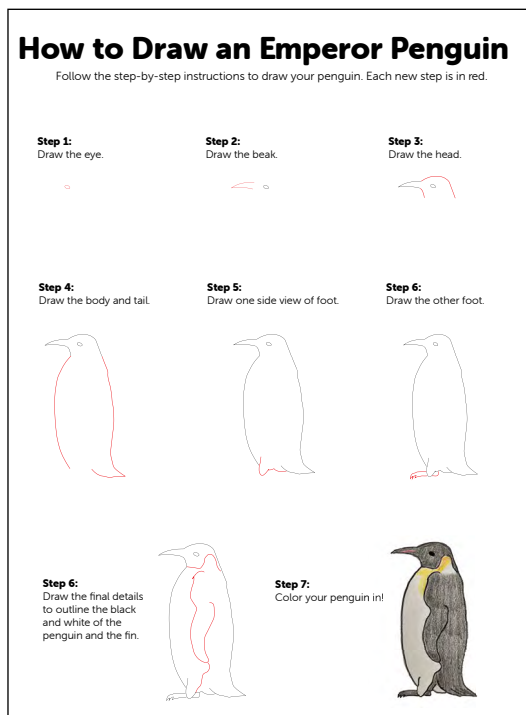 How to Draw an Emperor Penguin
Follow the step-by-step instructions to draw your penguin. Each new step is in red.
Step 1:
Draw the eye.
Step 2:
Draw the beak.
Step 3:
Draw the head.
Step 4:
Draw the body and tail.
Step 5:
Draw one side view of foot.
Step 6:
Draw the other foot.
Step 6:
Draw the final details
to outline the black
and white of the
penguin and the fin.
Step 7:
Color your penguin in!